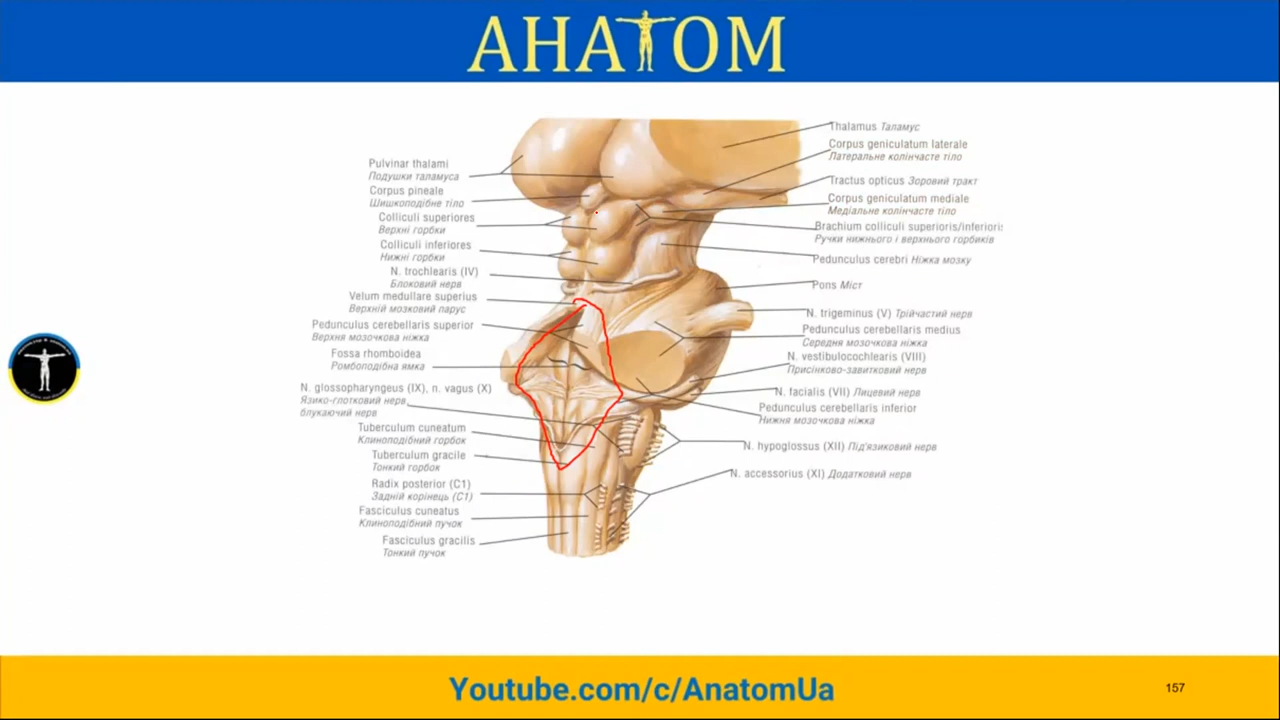 АНАТОМ
Pulvinar thalami
Подушки таламуса
Corpus pineale
Шишкоподібне тіло
Colliculi superiores
Верхні горбки
Colliculi inferiores
Нижні горбки
N. trochlearis (IV)
Блоковий нерв
Velum medullare superius
Верхній мозковий парус
Pedunculus cerebellaris superior
Верхня мозочкова ніжка
Fossa rhomboidea
Ромбоподібна ямка
N. glossopharyngeus (IX), n. vagus (X)
Язико-глотковий нерв,
блукаючий нерв
Tuberculum cuneatum
Клиноподібний горбок
Tuberculum gracile
Тонкий горбок
Radix posterior (C1)
Задній корінець (C1)
Fasciculus cuneatus
Клиноподібний пучок
Fasciculus gracilis
Тонкий пучок
Thalamus Таламус
Corpus geniculatum laterale
Латеральне колінчасте тіло
Tractus opticus Зоровий тракт
Corpus geniculatum mediale
Медіальне колінчасте тіло
Brachium colliculi superioris/inferioris
Ручки нижнього і верхнього горбиків
Pedunculus cerebri Ніжка мозку
Pons Міст
N. trigeminus (V) Трійчастий нерв
Pedunculus cerebellaris medius
Середня мозочкова ніжка
N. vestibulocochlearis (VIII)
Присінково-завитковий нерв
N. facialis (VII) Лицевий нерв
Pedunculus cerebellaris inferior
Нижня мозочкова ніжка
N. hypoglossus (XII) Під'язиковий нерв
N. accessorius (XI) Додатковий нерв
Youtube.com/c/AnatomUa
157